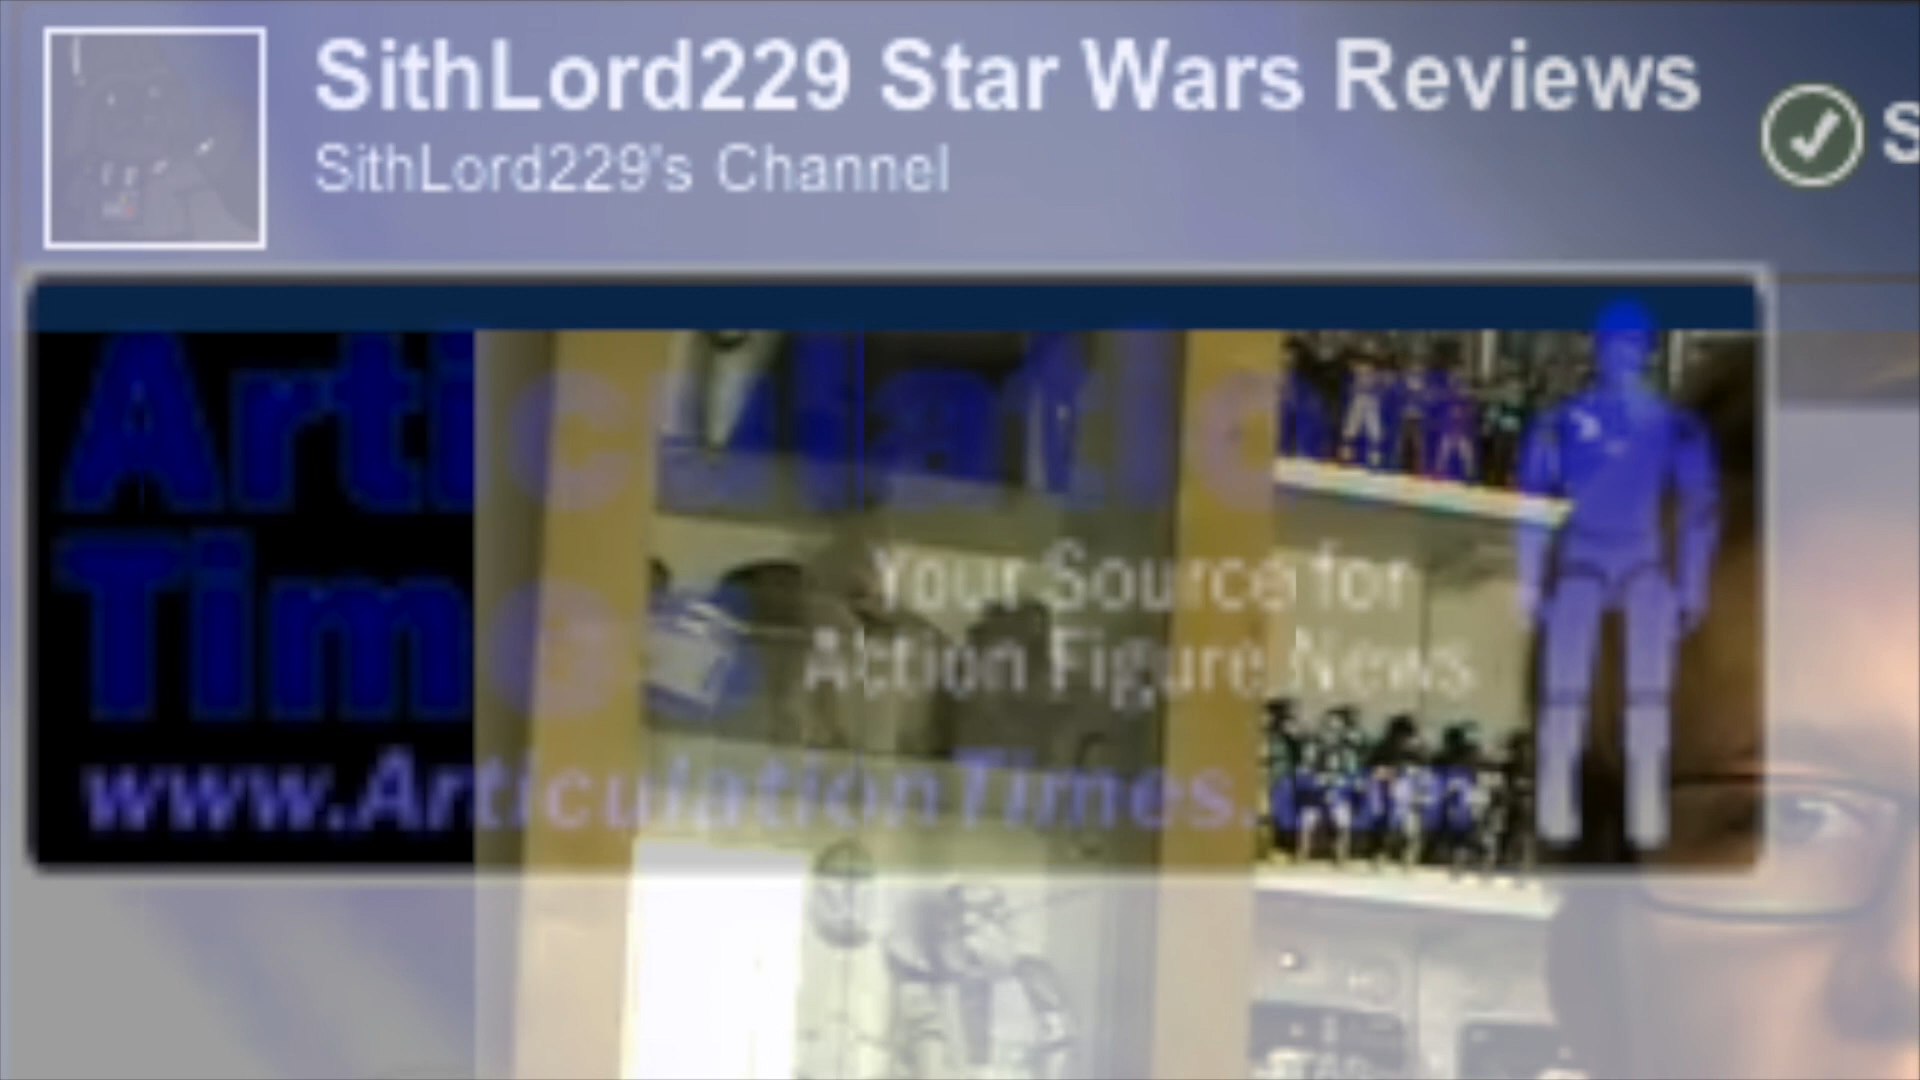 SithLord229 Star Wars Reviews
SithLord229's Channel
S
Articulation
Times
Your Source for
Action Figure News
www.ArticulationTimes.com